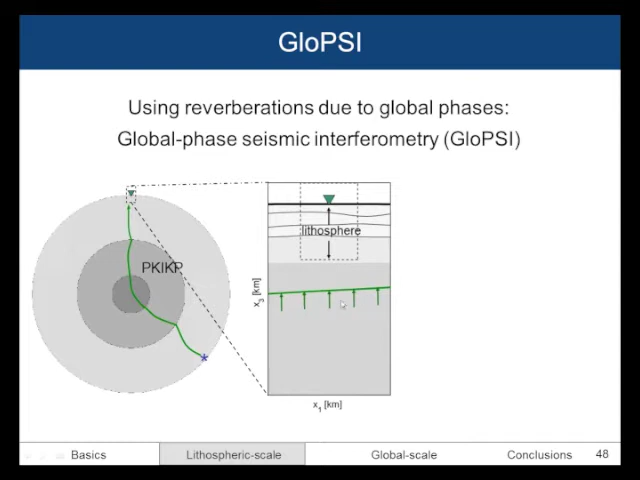 GloPSI
Using reverberations due to global phases:
Global-phase seismic interferometry (GloPSI)
PKIKP
lithosphere
x3 [km]
x1 [km]
Basics
Lithospheric-scale
Global-scale
Conclusions
48